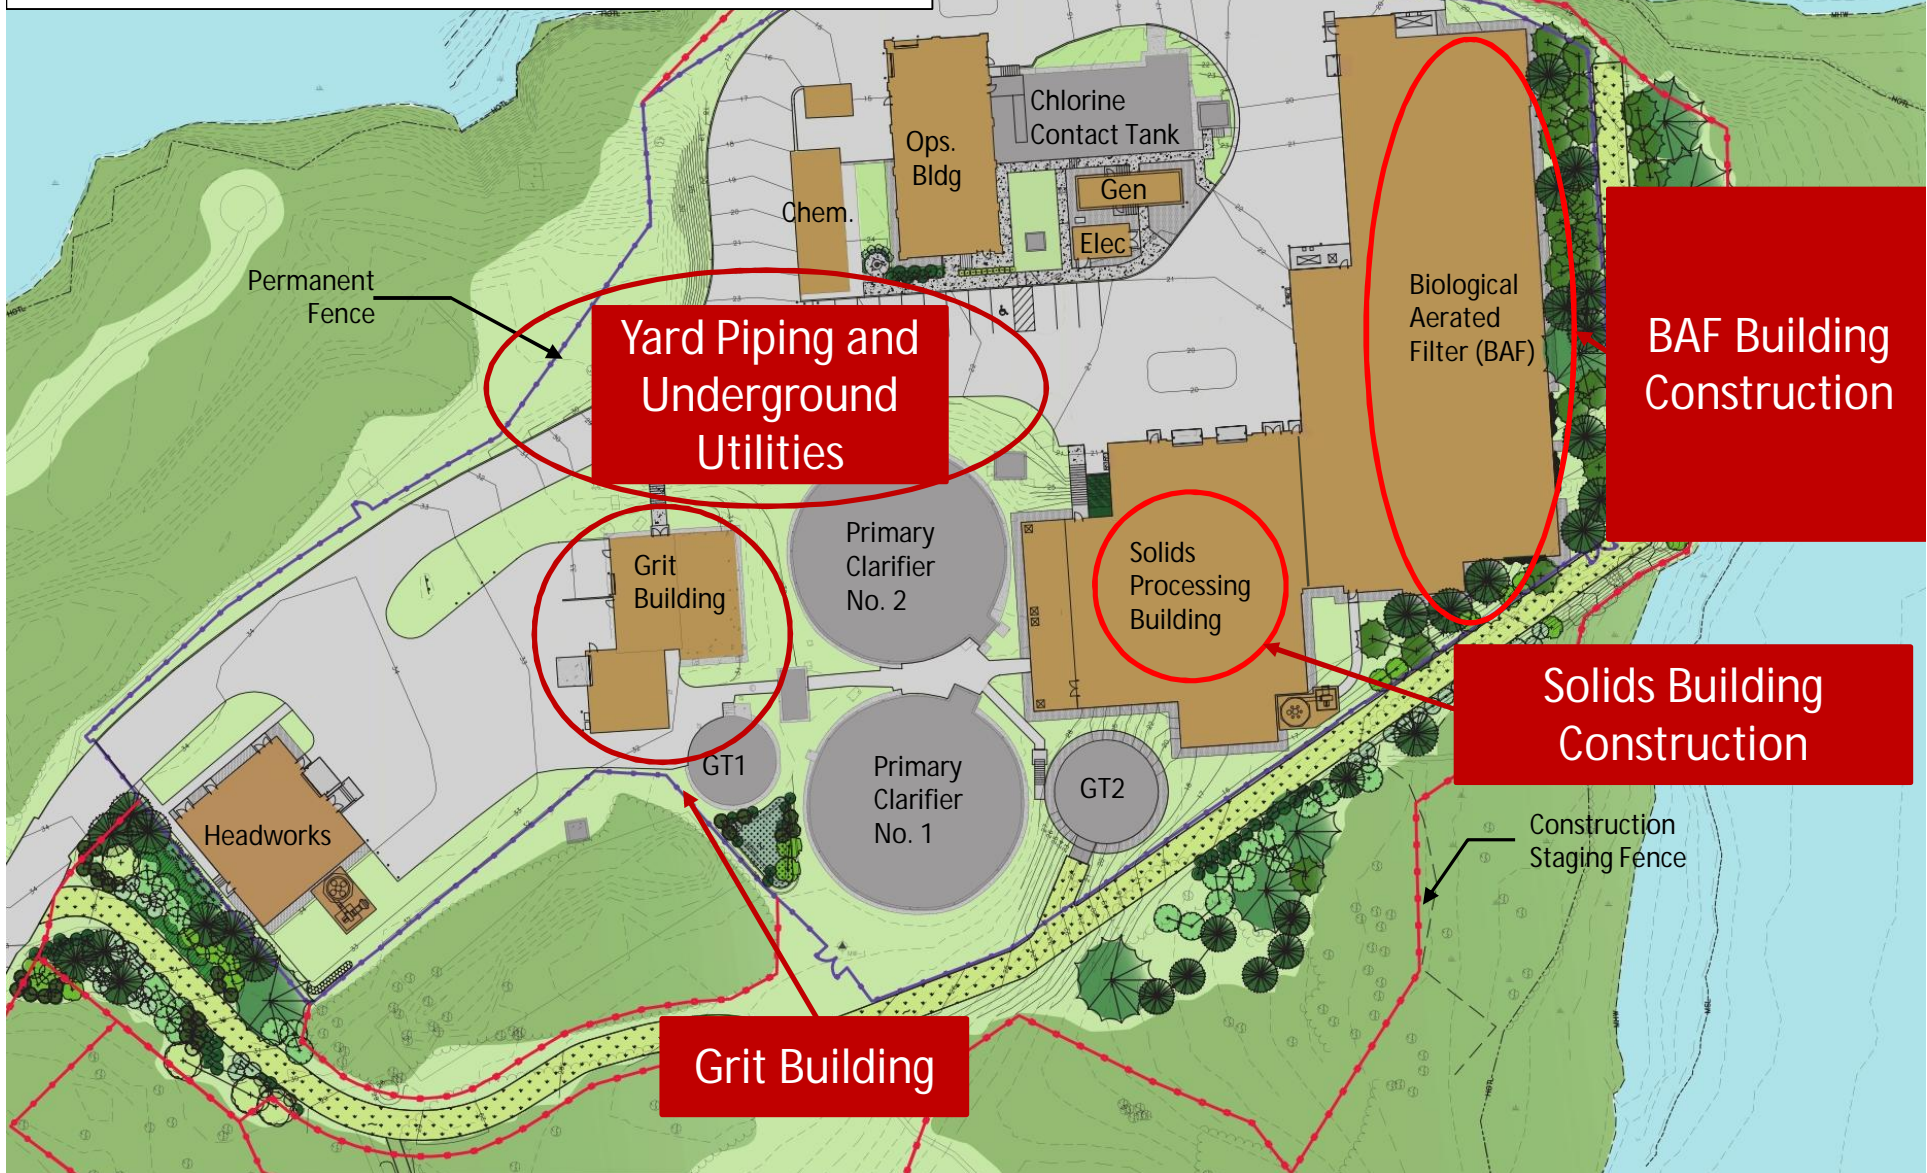 Chlorine
Contact Tank
Ops.
Bldg
Gen
Chem.
Elec
Permanent
Fence
Biological
Aerated
Filter (BAF)
Yard Piping and
Underground
Utilities
BAF Building
Construction
Primary
Clarifier
No. 2
Grit
Building
Solids
Processing
Building
Solids Building
Construction
GT1
Primary
Clarifier
No. 1
GT2
Headworks
Construction
Staging Fence
Grit Building